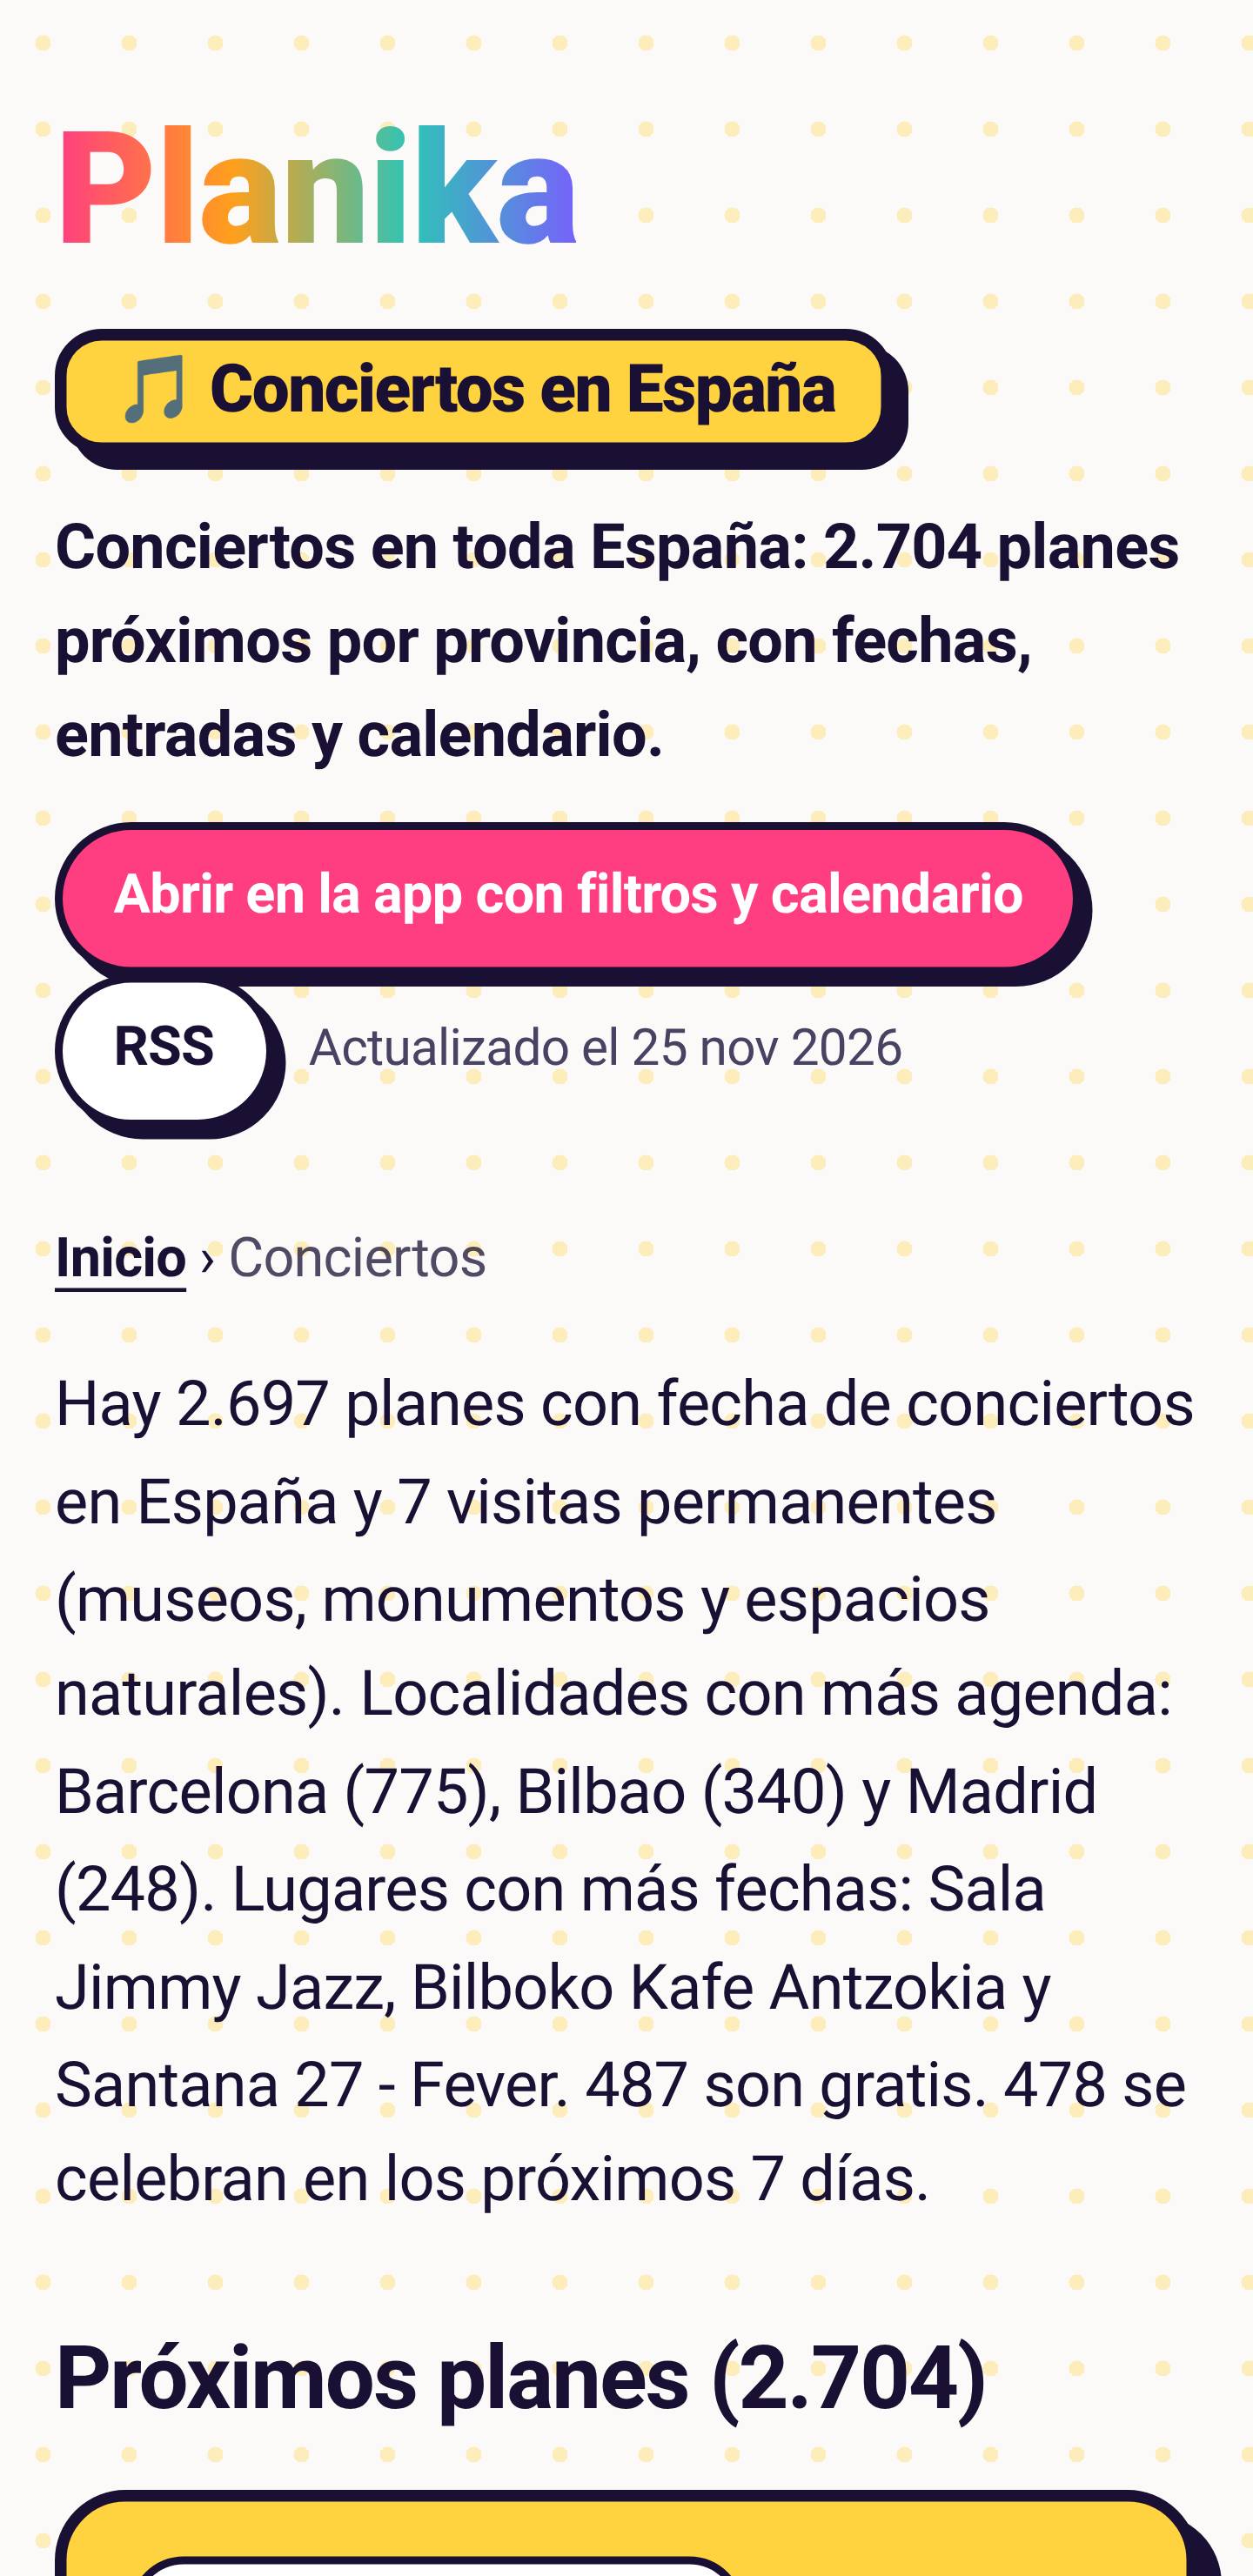 Planika
🎵 Conciertos en España
Conciertos en toda España: 2.704 planes
próximos por provincia, con fechas,
entradas y calendario.
Abrir en la app con filtros y calendario
RSS Actualizado el 25 nov 2026
Inicio › Conciertos
Hay 2.697 planes con fecha de conciertos
en España y 7 visitas permanentes
(museos, monumentos y espacios
naturales). Localidades con más agenda:
Barcelona (775), Bilbao (340) y Madrid
(248). Lugares con más fechas: Sala
Jimmy Jazz, Bilboko Kafe Antzokia y
Santana 27 - Fever. 487 son gratis. 478 se
celebran en los próximos 7 días.
Próximos planes (2.704)